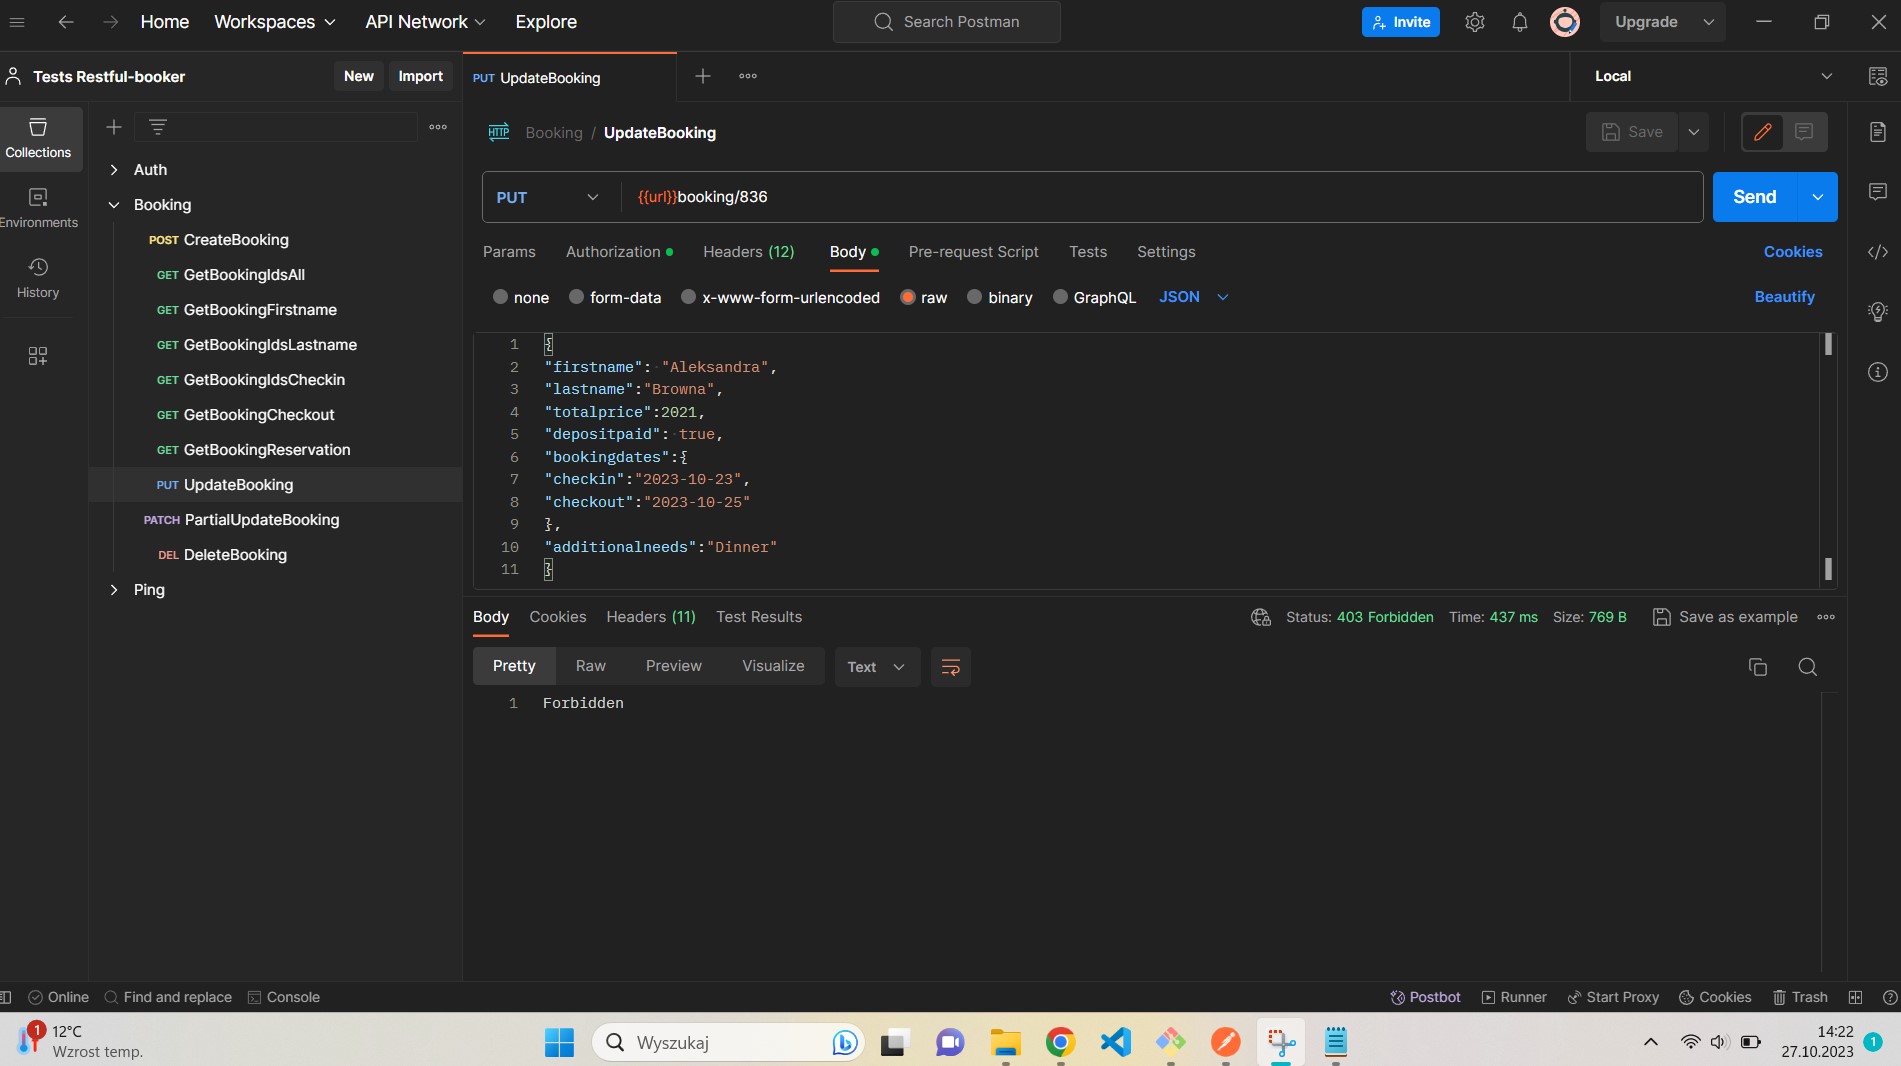 Home Workspaces API Network Explore Search Postman Invite Upgrade
Tests Restful-booker New Import
PUT UpdateBooking
Local
Collections
Environments
History
Auth
Booking
POST CreateBooking
GET GetBookingIdsAll
GET GetBookingFirstname
GET GetBookingIdsLastname
GET GetBookingIdsCheckin
GET GetBookingCheckout
GET GetBookingReservation
PUT UpdateBooking
PATCH PartialUpdateBooking
DEL DeleteBooking
Ping
HTTP Booking / UpdateBooking Save
PUT {{url}}booking/836 Send
Params Authorization Headers (12) Body Pre-request Script Tests Settings Cookies
none form-data x-www-form-urlencoded raw binary GraphQL JSON Beautify
1 {
2 "firstname": "Aleksandra",
3 "lastname":"Browna",
4 "totalprice":2021,
5 "depositpaid": true,
6 "bookingdates":{
7 "checkin":"2023-10-23",
8 "checkout":"2023-10-25"
9 },
10 "additionalneeds":"Dinner"
11 }
Body Cookies Headers (11) Test Results Status: 403 Forbidden Time: 437 ms Size: 769 B Save as example
Pretty Raw Preview Visualize Text
1 Forbidden
Online Find and replace Console Postbot Runner Start Proxy Cookies Trash
1 12°C
Wzrost temp.
Wyszukaj
14:22
27.10.2023 1